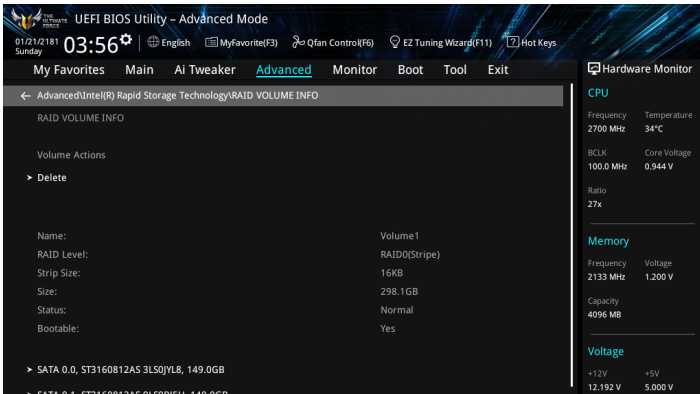 THE ULTIMATE FORCE
UEFI BIOS Utility – Advanced Mode
01/21/2181
Sunday
03:56
English
MyFavorite(F3)
Qfan Control(F6)
EZ Tuning Wizard(F11)
? Hot Keys
My Favorites Main Ai Tweaker Advanced Monitor Boot Tool Exit
Hardware Monitor
← Advanced\Intel(R) Rapid Storage Technology\RAID VOLUME INFO
RAID VOLUME INFO
Volume Actions
> Delete
Name: Volume1
RAID Level: RAID0(Stripe)
Strip Size: 16KB
Size: 298.1GB
Status: Normal
Bootable: Yes
> SATA 0.0, ST3160812AS 3LS0JYL8, 149.0GB
CPU
Frequency Temperature
2700 MHz 34°C
BCLK Core Voltage
100.0 MHz 0.944 V
Ratio
27x
Memory
Frequency Voltage
2133 MHz 1.200 V
Capacity
4096 MB
Voltage
+12V +5V
12.192 V 5.000 V